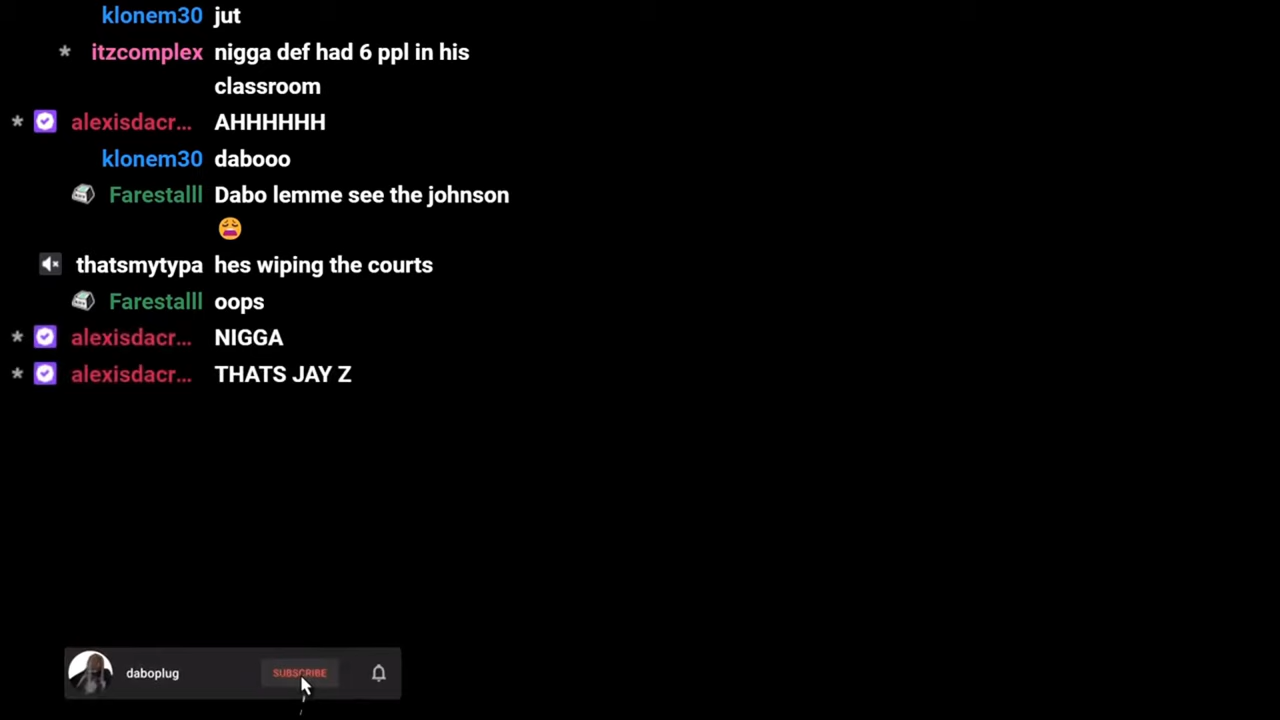 klonem30 jut
* itzcomplex nigga def had 6 ppl in his
classroom
* alexisdacr... AHHHHHH
klonem30 dabooo
Farestalll Dabo lemme see the johnson
😩
thatsmytypa hes wiping the courts
Farestalll oops
* alexisdacr... NIGGA
* alexisdacr... THATS JAY Z
daboplug SUBSCRIBE